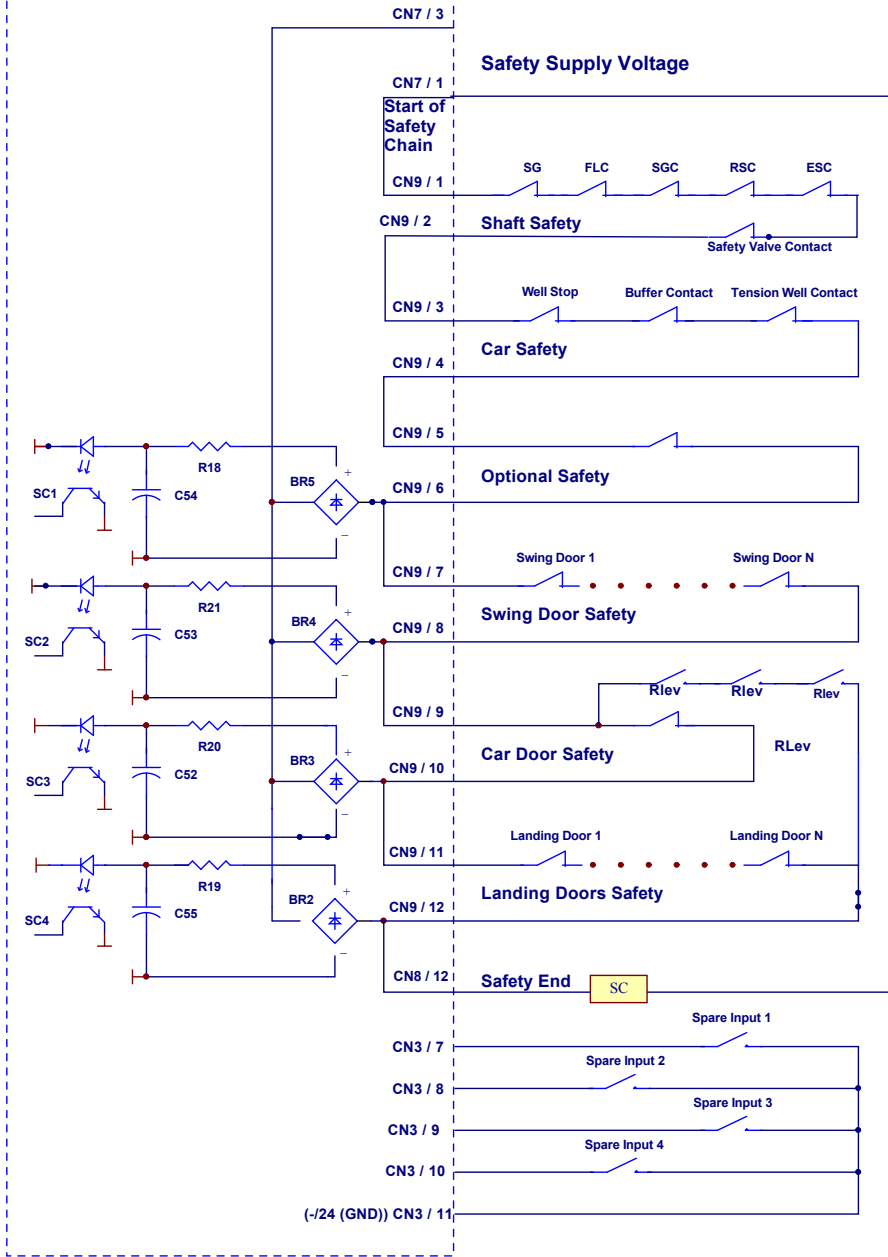 CN7 / 3
Safety Supply Voltage
CN7 / 1
Start of
Safety
Chain
SG FLC SGC RSC ESC
CN9 / 1
CN9 / 2 Shaft Safety
Safety Valve Contact
Well Stop Buffer Contact Tension Well Contact
CN9 / 3
Car Safety
CN9 / 4
CN9 / 5
R18
BR5 +
Optional Safety
SC1 C54 CN9 / 6
–
Swing Door 1 Swing Door N
CN9 / 7
R21
Swing Door Safety
BR4 +
SC2 C53 CN9 / 8
–
Rlev Rlev Rlev
CN9 / 9
R20
Car Door Safety RLev
BR3 +
SC3 C52 CN9 / 10
–
Landing Door 1 Landing Door N
CN9 / 11
R19
Landing Doors Safety
BR2 +
SC4 C55 CN9 / 12
–
CN8 / 12 Safety End SC
Spare Input 1
CN3 / 7
Spare Input 2
CN3 / 8
Spare Input 3
CN3 / 9
Spare Input 4
CN3 / 10
(-/24 (GND)) CN3 / 11